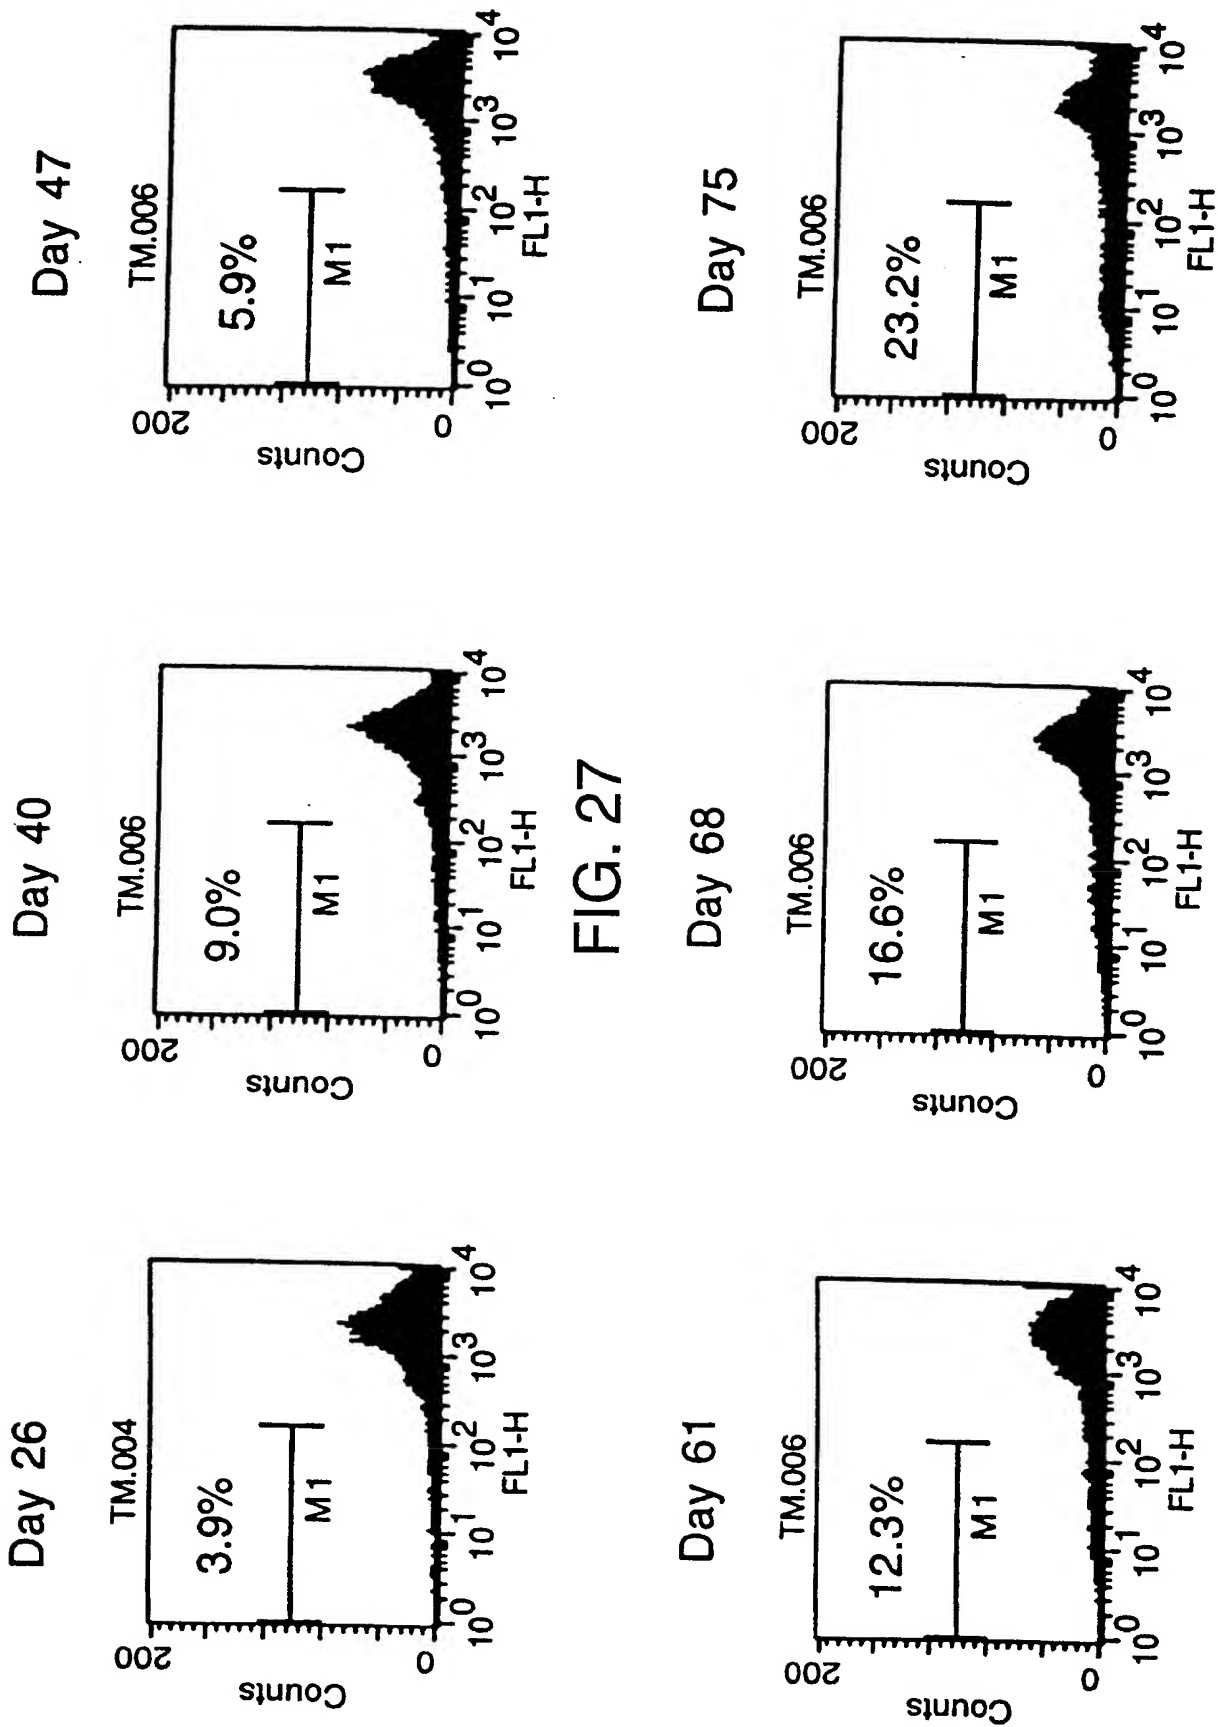 Day 26
TM.004
200
3.9%
Counts
M1
0
10^0 10^1 10^2 10^3 10^4
FL1-H
Day 40
TM.006
200
9.0%
Counts
M1
0
10^0 10^1 10^2 10^3 10^4
FL1-H
Day 47
TM.006
200
5.9%
Counts
M1
0
10^0 10^1 10^2 10^3 10^4
FL1-H
FIG. 27
Day 61
TM.006
200
12.3%
Counts
M1
0
10^0 10^1 10^2 10^3 10^4
FL1-H
Day 68
TM.006
200
16.6%
Counts
M1
0
10^0 10^1 10^2 10^3 10^4
FL1-H
Day 75
TM.006
200
23.2%
Counts
M1
0
10^0 10^1 10^2 10^3 10^4
FL1-H